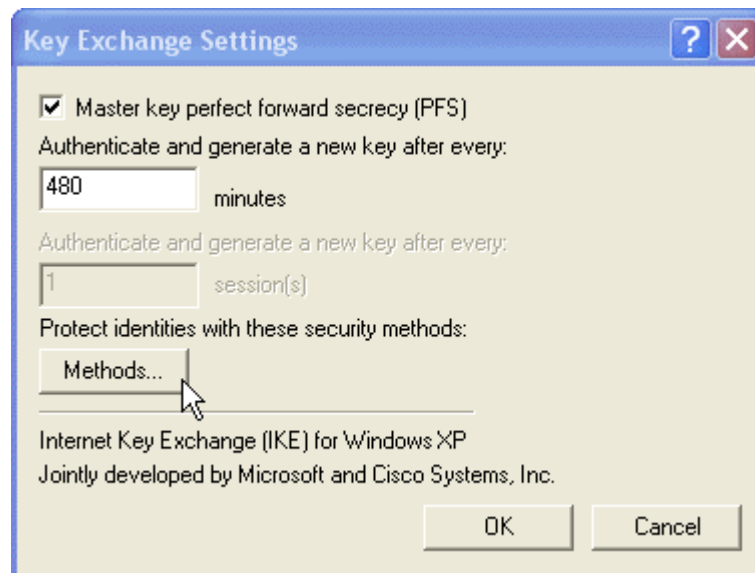 Key Exchange Settings
Master key perfect forward secrecy (PFS)
Authenticate and generate a new key after every:
480 minutes
Authenticate and generate a new key after every:
1 session(s)
Protect identities with these security methods:
Methods...
Internet Key Exchange (IKE) for Windows XP
Jointly developed by Microsoft and Cisco Systems, Inc.
OK Cancel